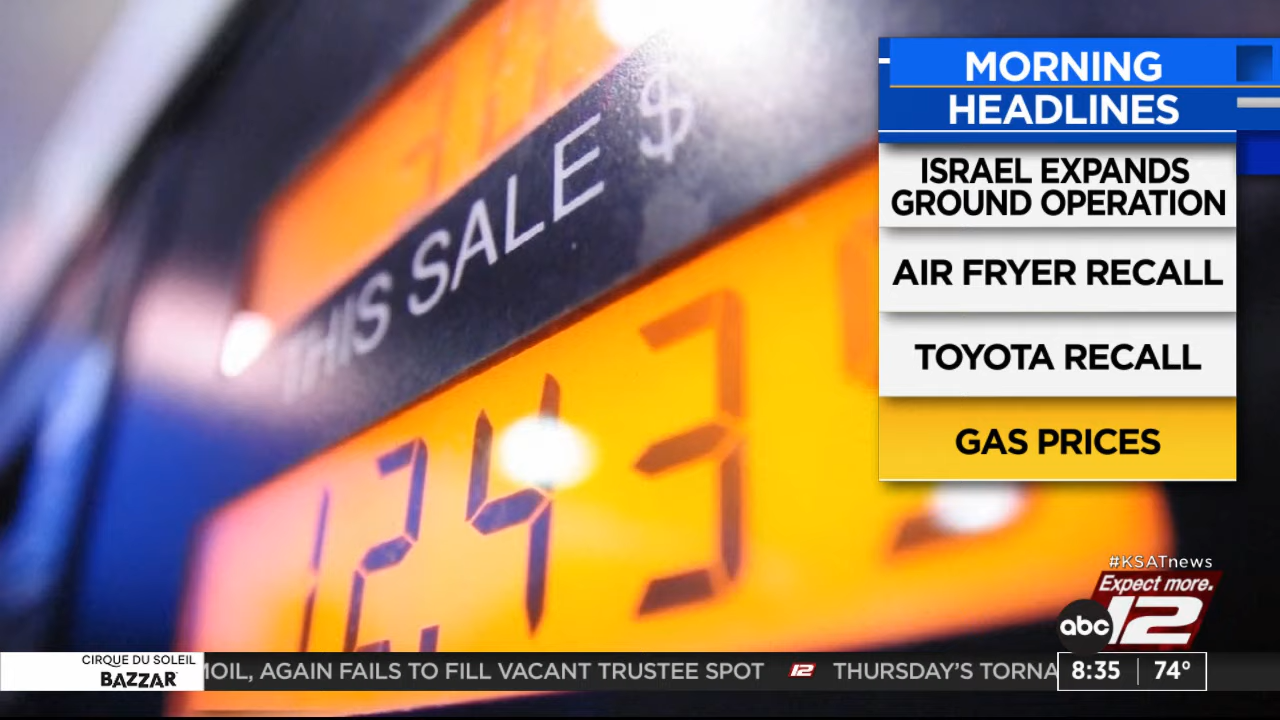 THIS SALE $
1243
MORNING
HEADLINES
ISRAEL EXPANDS
GROUND OPERATION
AIR FRYER RECALL
TOYOTA RECALL
GAS PRICES
#KSATnews
Expect more.
abc 12
CIRQUE DU SOLEIL
BAZZAR
MOIL, AGAIN FAILS TO FILL VACANT TRUSTEE SPOT 12 THURSDAY'S TORNA
8:35 74°